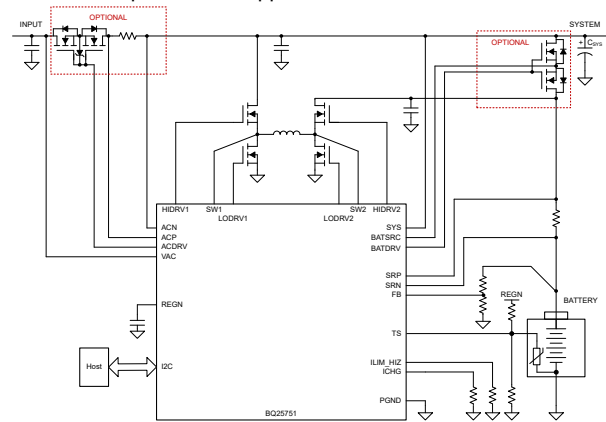 INPUT
OPTIONAL
SYSTEM
OPTIONAL
+ CSYS
HIDRV1
SW1
SW2
HIDRV2
LODRV1
LODRV2
ACN
ACP
ACDRV
VAC
REGN
I2C
Host
SYS
BATSRC
BATDRV
SRP
SRN
FB
TS
ILIM_HIZ
ICHG
PGND
REGN
BATTERY
BQ25751